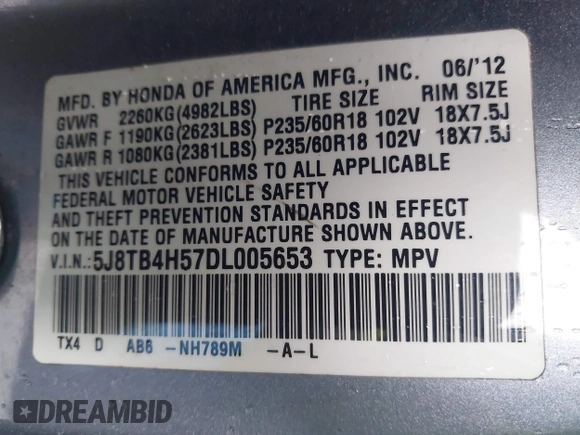 MFD. BY HONDA OF AMERICA MFG., INC. 06/'12
GVWR 2260KG(4982LBS) TIRE SIZE RIM SIZE
GAWR F 1190KG(2623LBS) P235/60R18 102V 18X7.5J
GAWR R 1080KG(2381LBS) P235/60R18 102V 18X7.5J
THIS VEHICLE CONFORMS TO ALL APPLICABLE
FEDERAL MOTOR VEHICLE SAFETY
AND THEFT PREVENTION STANDARDS IN EFFECT
ON THE DATE OF MANUFACTURE SHOWN ABOVE.
V.I.N.:5J8TB4H57DL005653 TYPE: MPV
TX4 D AB6 -NH789M -A-L
DREAMBID